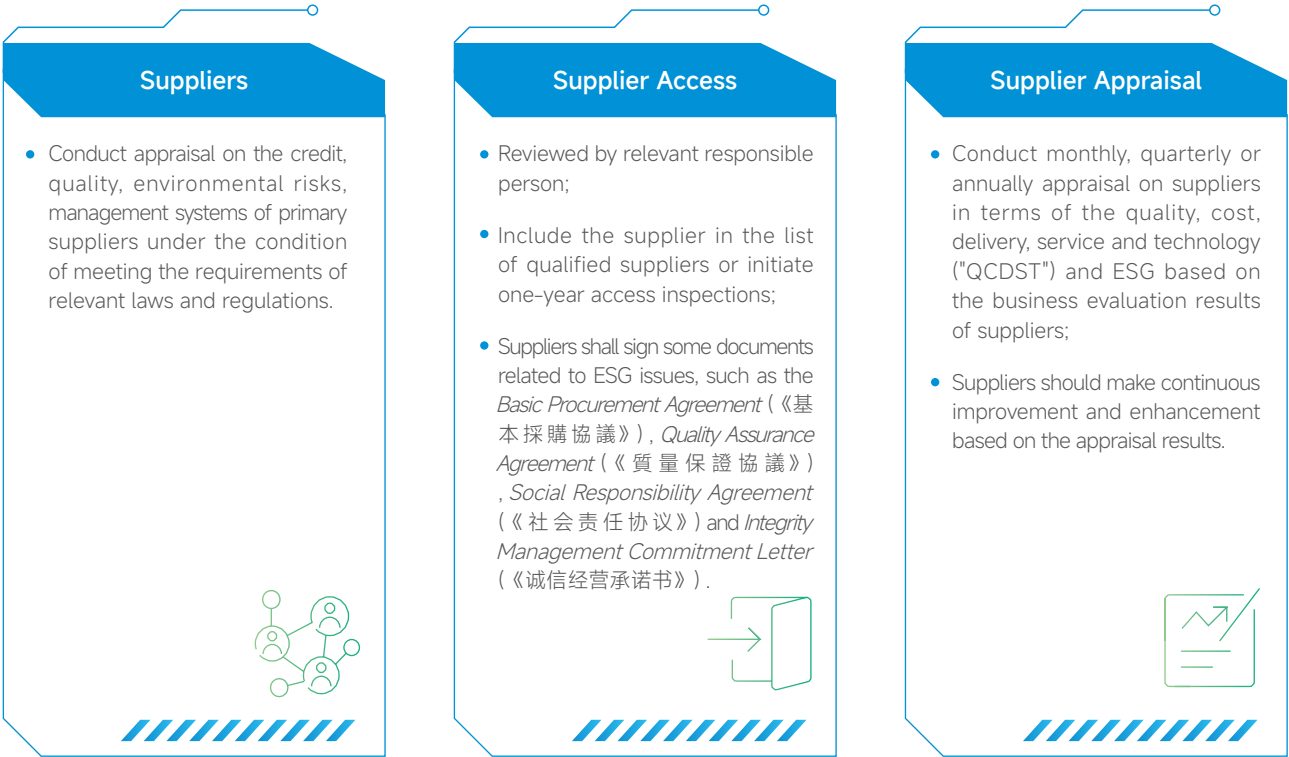 Suppliers
Conduct appraisal on the credit,
quality, environmental risks,
management systems of primary
suppliers under the condition
of meeting the requirements of
relevant laws and regulations.
Supplier Access
Reviewed by relevant responsible
person;
Include the supplier in the list
of qualified suppliers or initiate
one-year access inspections;
Suppliers shall sign some documents
related to ESG issues, such as the
Basic Procurement Agreement (《基
本採購協議》), Quality Assurance
Agreement (《質量保證協議》)
, Social Responsibility Agreement
(《社会责任协议》) and Integrity
Management Commitment Letter
(《诚信经营承诺书》).
Supplier Appraisal
Conduct monthly, quarterly or
annually appraisal on suppliers
in terms of the quality, cost,
delivery, service and technology
("QCDST") and ESG based on
the business evaluation results
of suppliers;
Suppliers should make continuous
improvement and enhancement
based on the appraisal results.